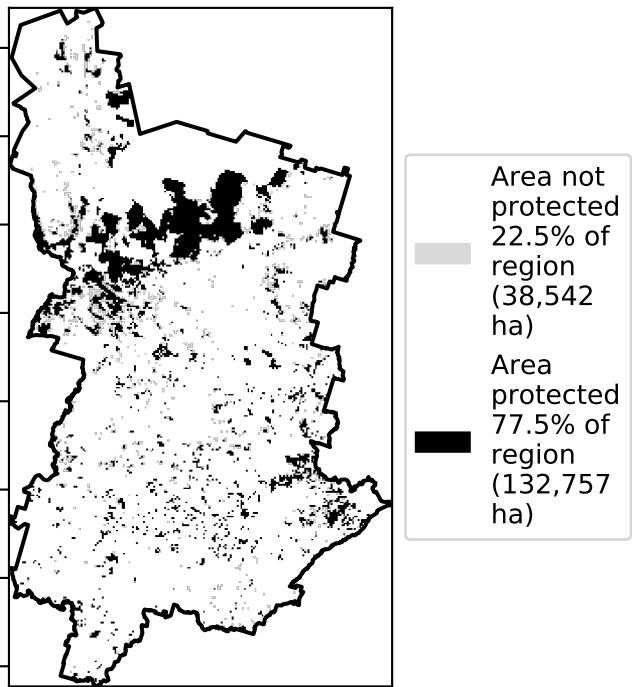 Area not
protected
22.5% of
region
(38,542
ha)
Area
protected
77.5% of
region
(132,757
ha)